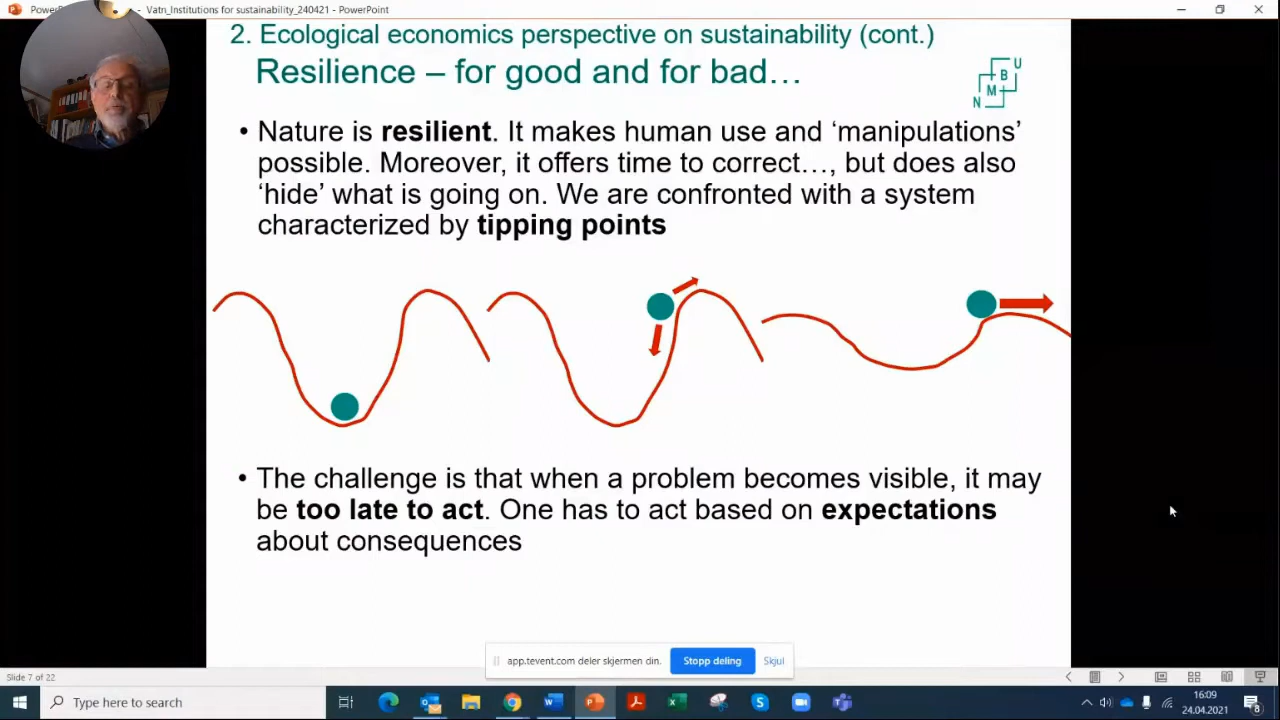 PowerP
Vatn_Institutions for sustainability_240421 - PowerPoint
2. Ecological economics perspective on sustainability (cont.)
Resilience – for good and for bad…
U
B
M
N
• Nature is resilient. It makes human use and ‘manipulations’
possible. Moreover, it offers time to correct…, but does also
‘hide’ what is going on. We are confronted with a system
characterized by tipping points
• The challenge is that when a problem becomes visible, it may
be too late to act. One has to act based on expectations
about consequences
app.tevent.com deler skjermen din.
Stopp deling
Skjul
Slide 7 of 22
Type here to search
16:09
24.04.2021
8